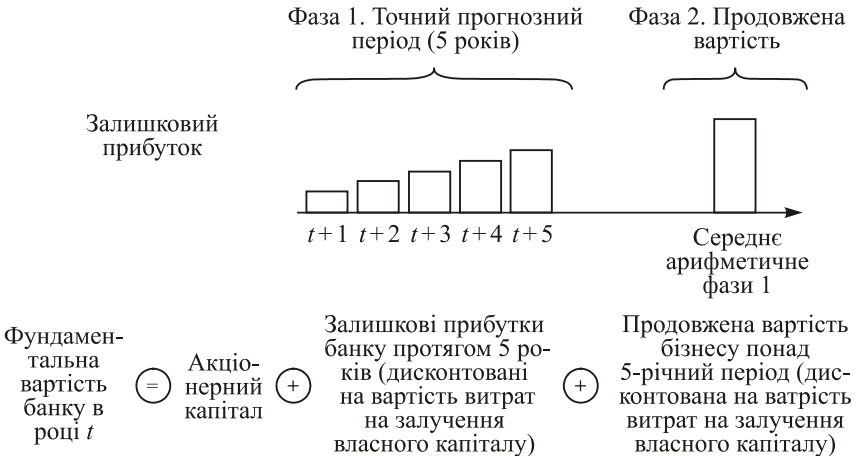 Фаза 1. Точний прогнозний
період (5 років)
Фаза 2. Продовжена
вартість
Залишковий
прибуток
t + 1 t + 2 t + 3 t + 4 t + 5
Середнє
арифметичне
фази 1
Фундамен-
тальна
вартість
банку в
році t
=
Акціо-
нерний
капітал
+
Залишкові прибутки
банку протягом 5 ро-
ків (дисконтовані
на вартість витрат
на залучення
власного капіталу)
+
Продовжена вартість
бізнесу понад
5-річний період (дис-
контована на ватрість
витрат на залучення
власного капіталу)